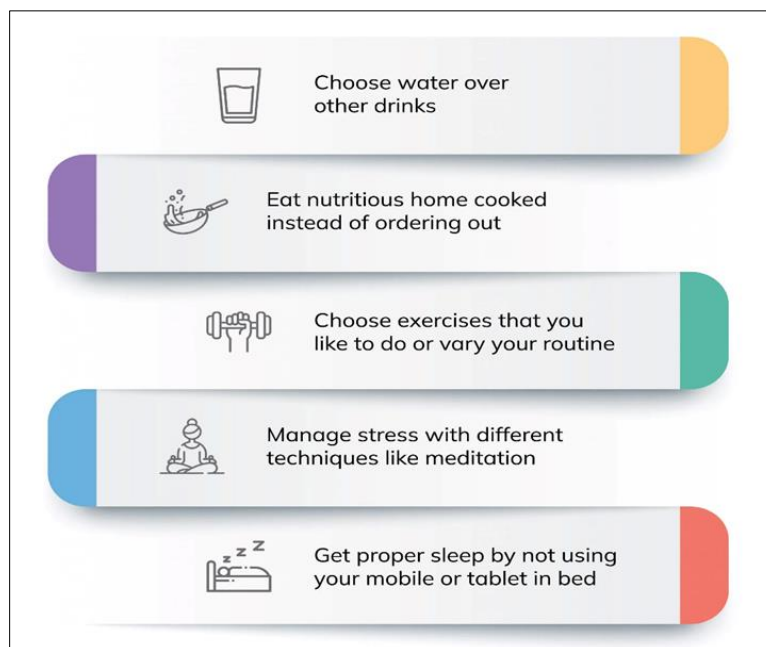 Choose water over
other drinks
Eat nutritious home cooked
instead of ordering out
Choose exercises that you
like to do or vary your routine
Manage stress with different
techniques like meditation
z z Z
Get proper sleep by not using
your mobile or tablet in bed